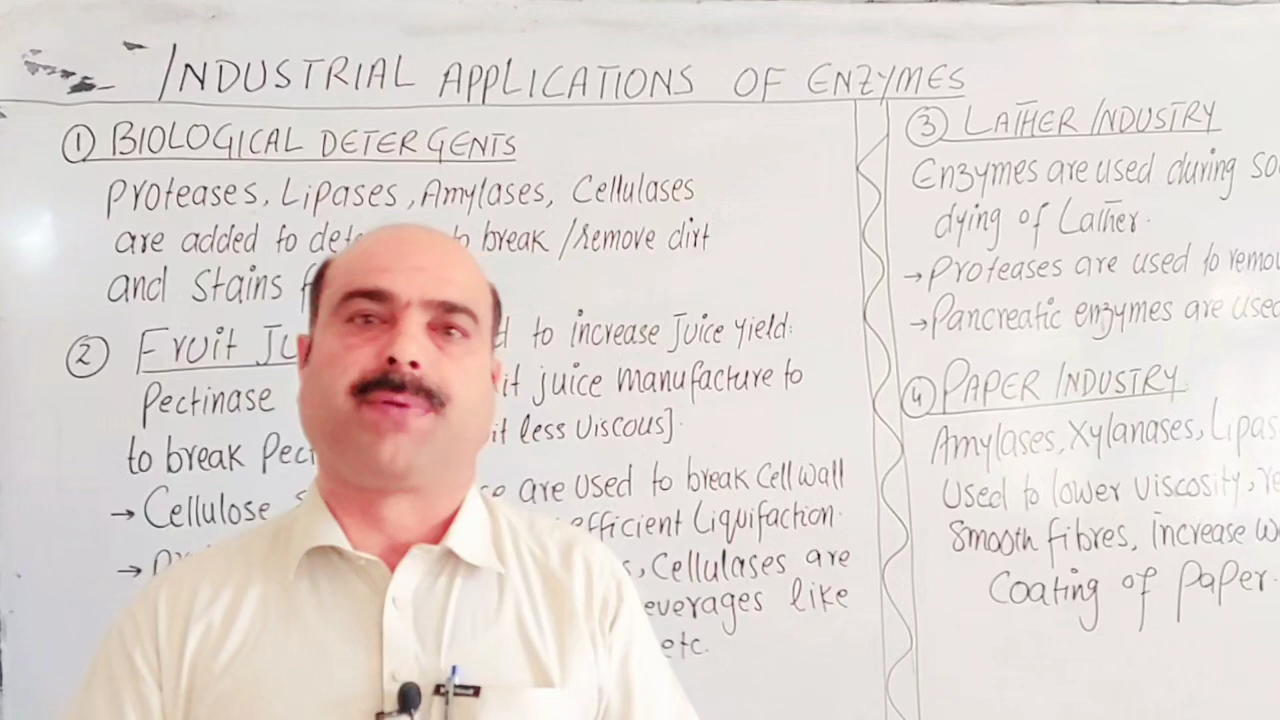 INDUSTRIAL APPLICATIONS OF ENZYMES
① BIOLOGICAL DETERGENTS
Proteases, Lipases, Amylases, Cellulases
are added to break/remove dirt
and Stains
② Fruit to increase Juice yield.
Pectinase juice manufacture to
to break less Viscous].
→ Cellulose are used to break Cell wall
efficient Liquifaction.
→ Cellulases are
like
etc.
③ LATHER INDUSTRY
Enzymes are used during
dying of Lather.
→ Proteases are used to
→ Pancreatic enzymes are used
④ PAPER INDUSTRY
Amylases, Xylanases,
Used to lower Viscosity,
Smooth fibres, increase
Coating of paper.